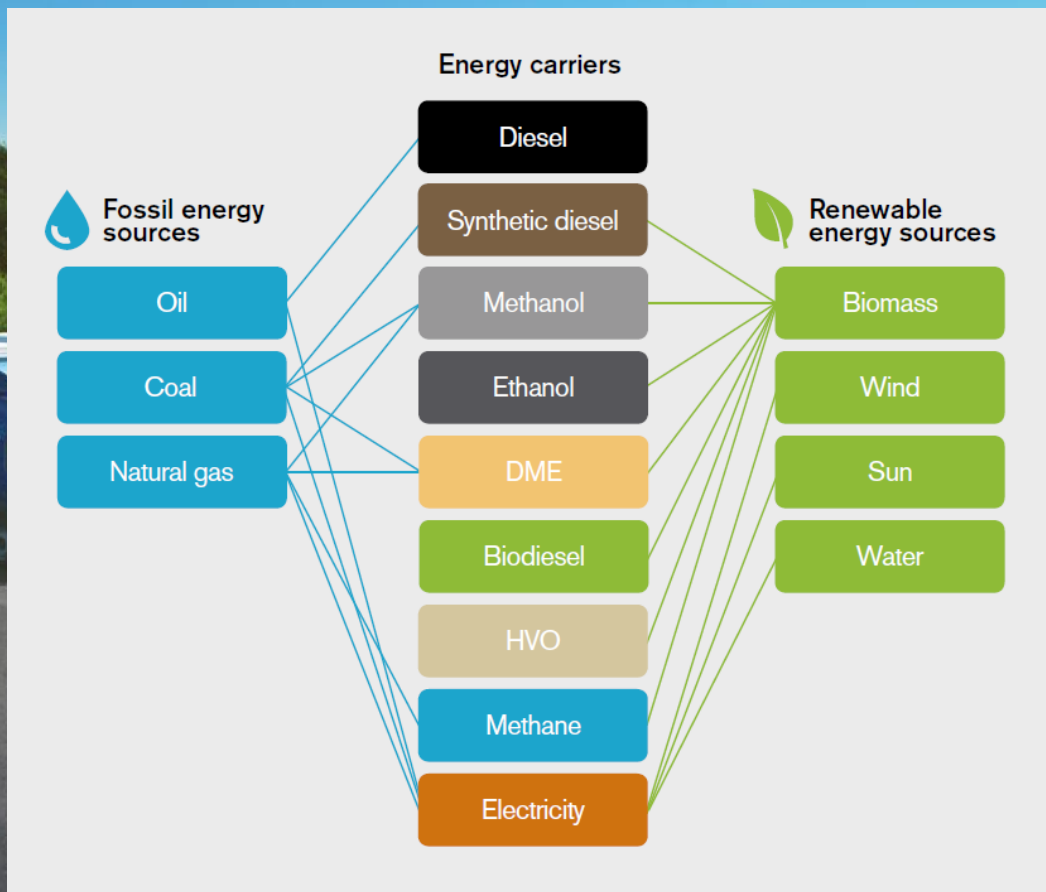 Energy carriers
Diesel
Synthetic diesel
Methanol
Ethanol
DME
Biodiesel
HVO
Methane
Electricity
Fossil energy
sources
Oil
Coal
Natural gas
Renewable
energy sources
Biomass
Wind
Sun
Water